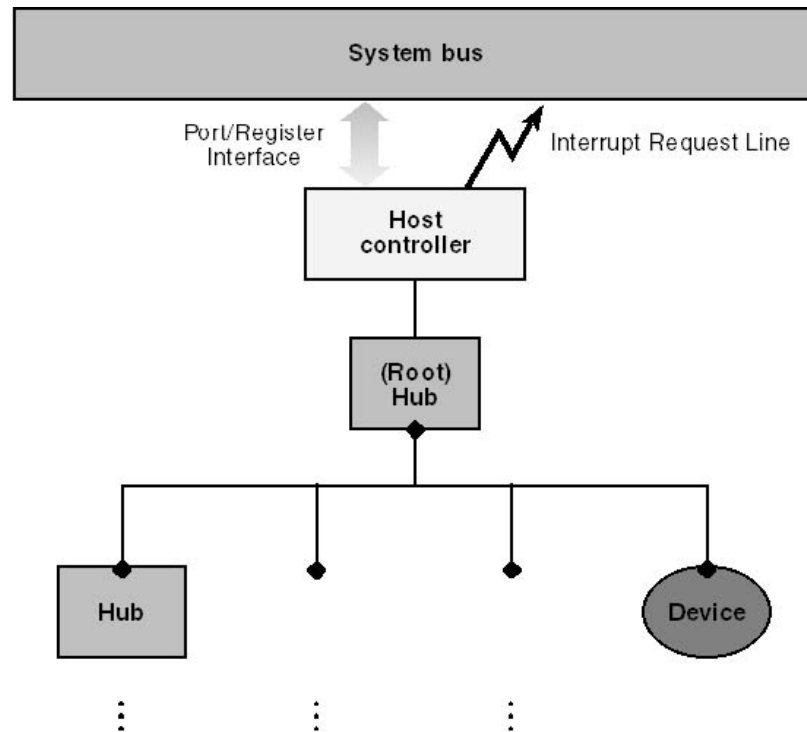 System bus
Port/Register
Interface
Interrupt Request Line
Host
controller
(Root)
Hub
Hub
Device